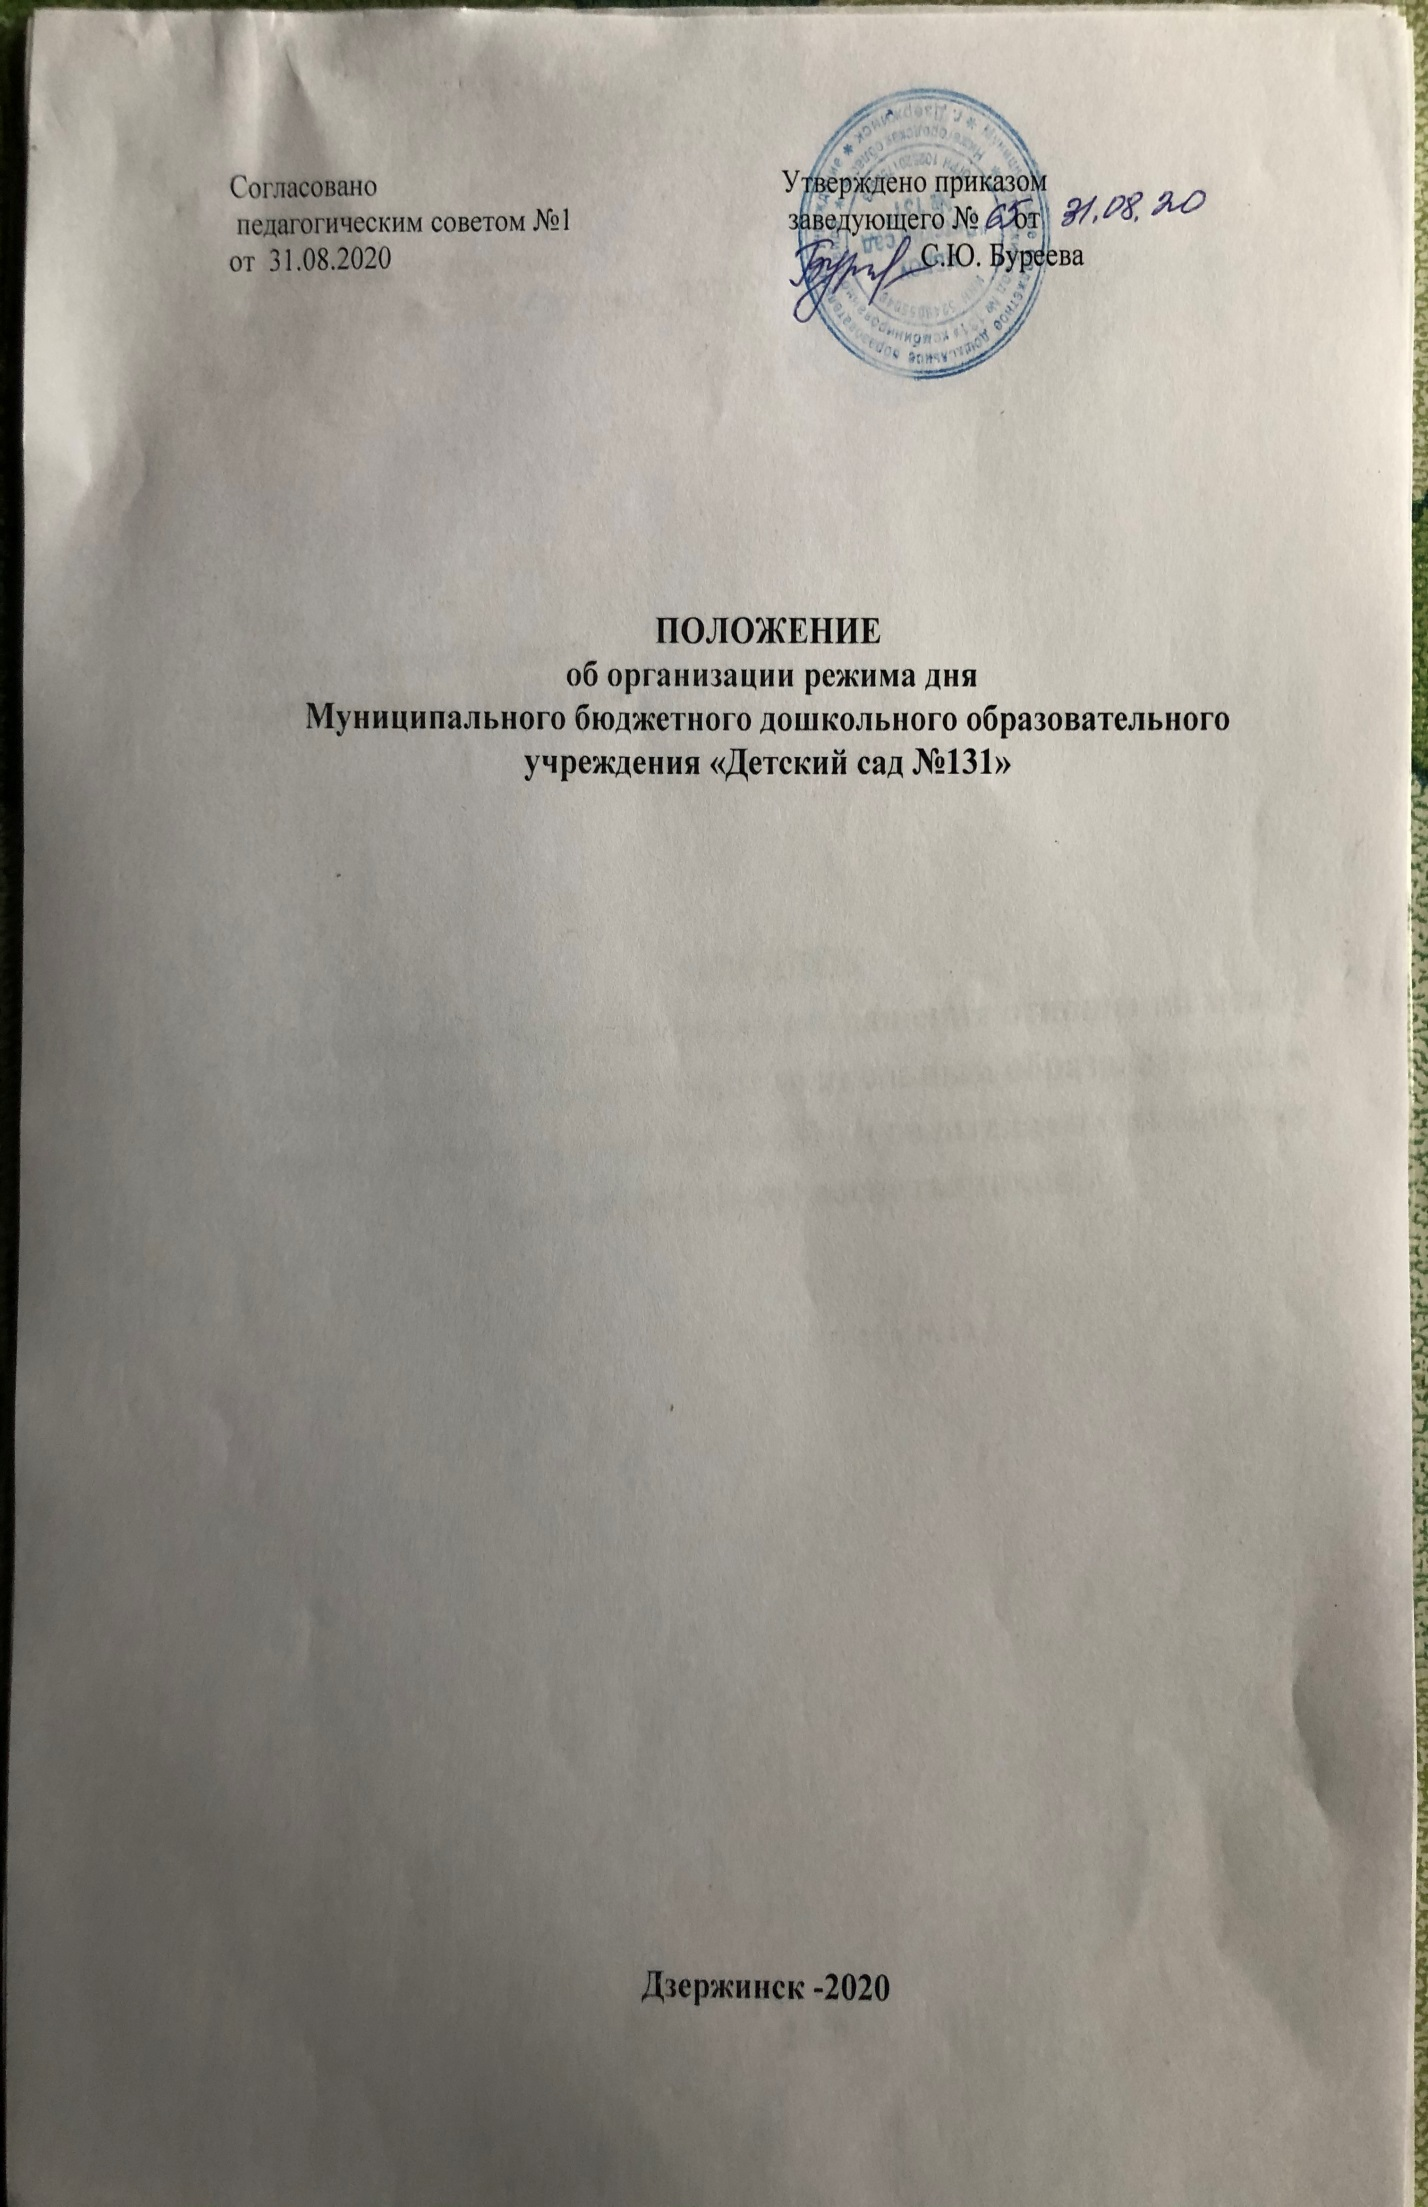 Согласовано
педагогическим советом №1
от 31.08.2020
Утверждено приказом
заведующего № 65 от 31.08.20
С.Ю. Буреева
ПОЛОЖЕНИЕ
об организации режима дня
Муниципального бюджетного дошкольного образовательного
учреждения «Детский сад №131»
Дзержинск -2020